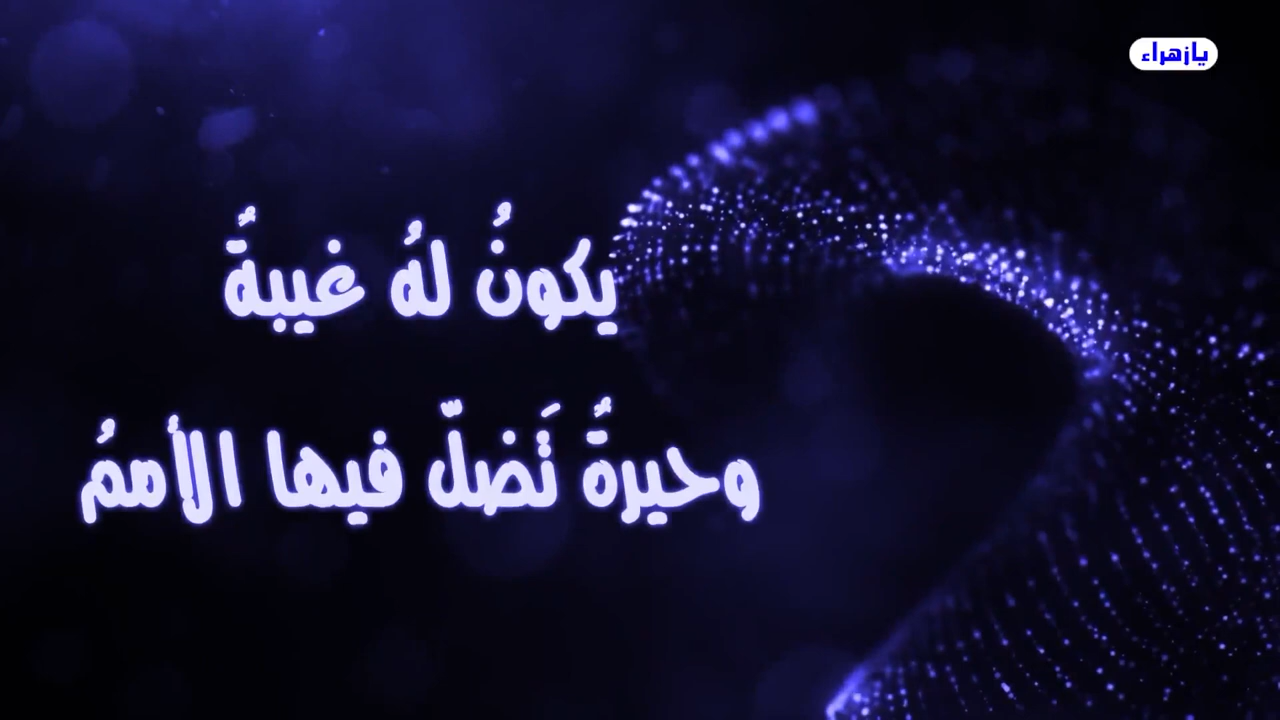 يازهراء
يكونُ لهُ غيبةٌ
وحيرةٌ تَضلّ فيها الأممُ